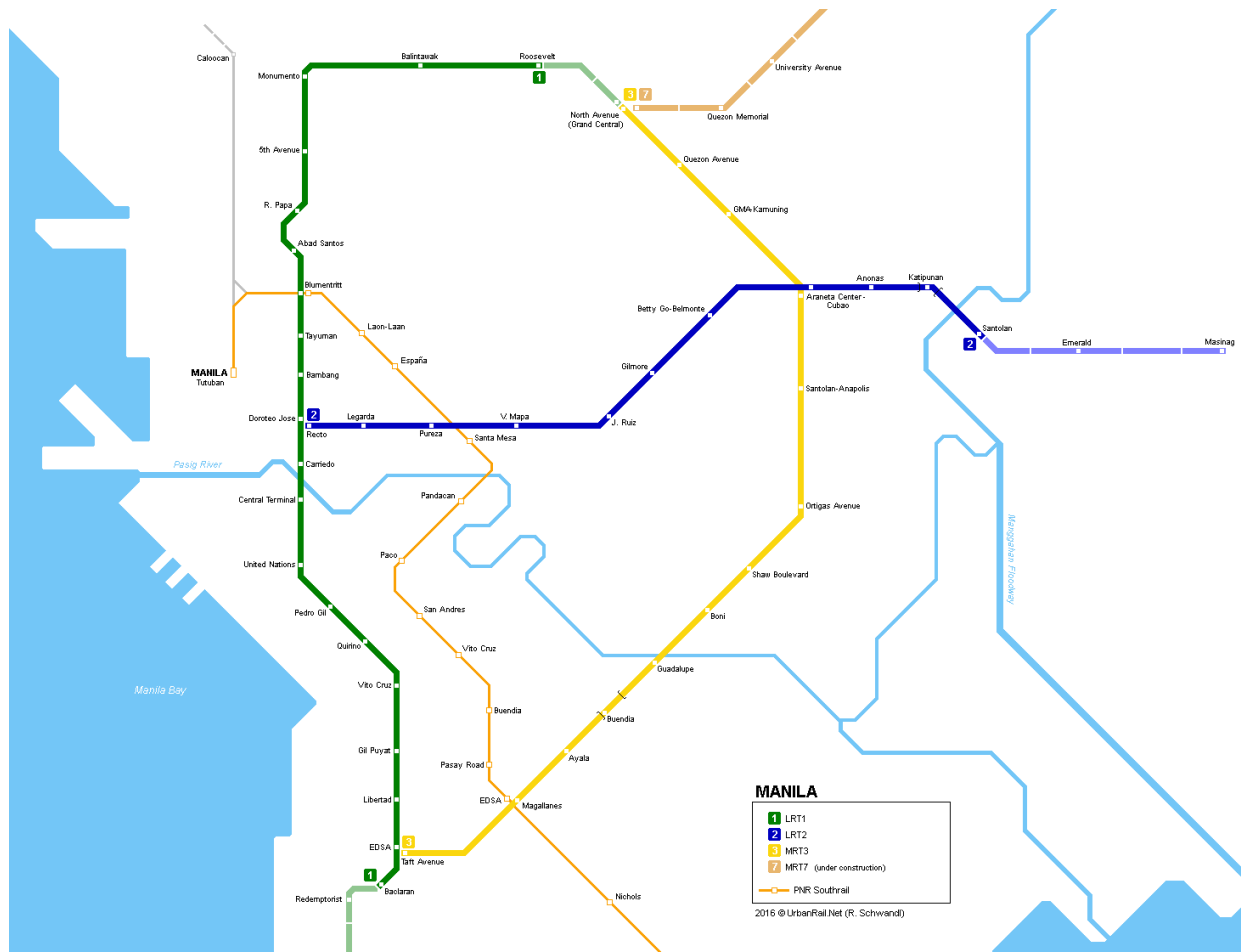 Caloocan
Balintawak
Roosevelt
1
Monumento
University Avenue
3
7
North Avenue
(Grand Central)
Quezon Memorial
5th Avenue
Quezon Avenue
R. Papa
GMA-Kamuning
Abad Santos
Blumentritt
Anonas
Katipunan
Araneta Center-
Cubao
Betty Go-Belmonte
Laon-Laan
Tayuman
Santolan
2
Emerald
Masinag
España
Gilmore
MANILA
Tutuban
Bambang
Santolan-Anapolis
Doroteo Jose
2
Legarda
V. Mapa
J. Ruiz
Recto
Pureza
Santa Mesa
Pasig River
Carriedo
Pandacan
Central Terminal
Ortigas Avenue
Manggahan Floodway
Paco
United Nations
Shaw Boulevard
Pedro Gil
San Andres
Boni
Quirino
Vito Cruz
Guadalupe
Manila Bay
Vito Cruz
Buendia
Buendia
Gil Puyat
Pasay Road
Ayala
Libertad
EDSA
Magallanes
EDSA
3
Taft Avenue
1
Baclaran
Redemptorist
Nichols
MANILA
1 LRT1
2 LRT2
3 MRT3
7 MRT7 (under construction)
PNR Southrail
2016 © UrbanRail.Net (R. Schwandl)